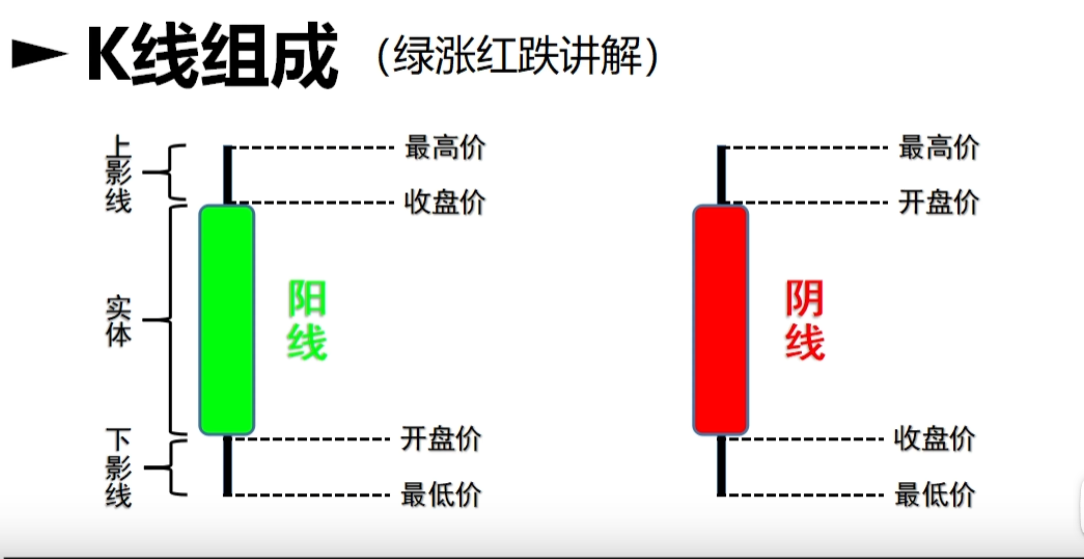 K线组成（绿涨红跌讲解）
上影线
实体
下影线
最高价
收盘价
阳线
开盘价
最低价
最高价
开盘价
阴线
收盘价
最低价